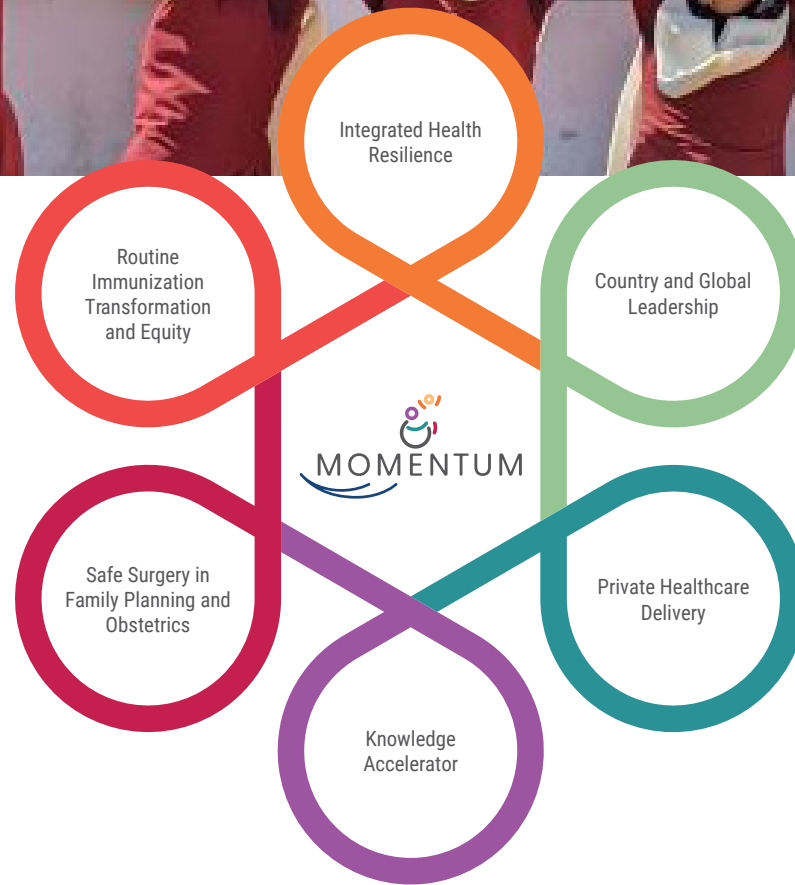 Integrated Health
Resilience
Routine
Immunization
Transformation
and Equity
Country and Global
Leadership
MOMENTUM
Safe Surgery in
Family Planning and
Obstetrics
Private Healthcare
Delivery
Knowledge
Accelerator